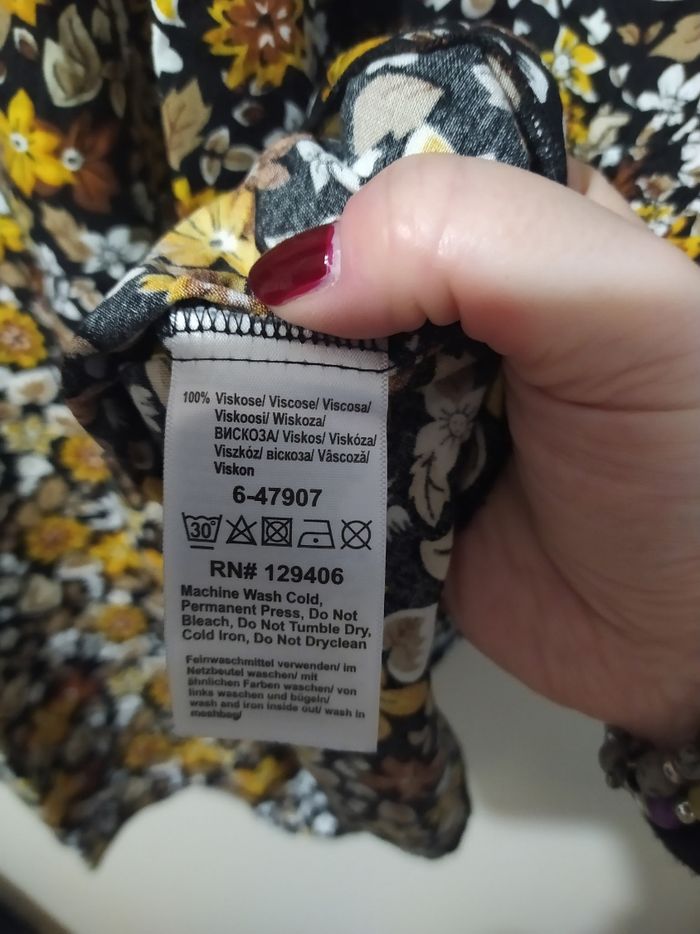 100% Viskose/ Viscose/ Viscosa/
Viskoosi/ Wiskoza/
ВИСКОЗА/ Viskos/ Viskóza/
Viszkóz/ віскоза/ Vâscoză/
Viskon
6-47907
30°
RN# 129406
Machine Wash Cold,
Permanent Press, Do Not
Bleach, Do Not Tumble Dry,
Cold Iron, Do Not Dryclean
Feinwaschmittel verwenden/ im
Netzbeutel waschen/ mit
ähnlichen Farben waschen/ von
links waschen und bügeln/
wash and iron inside out/ wash in
meshbag/